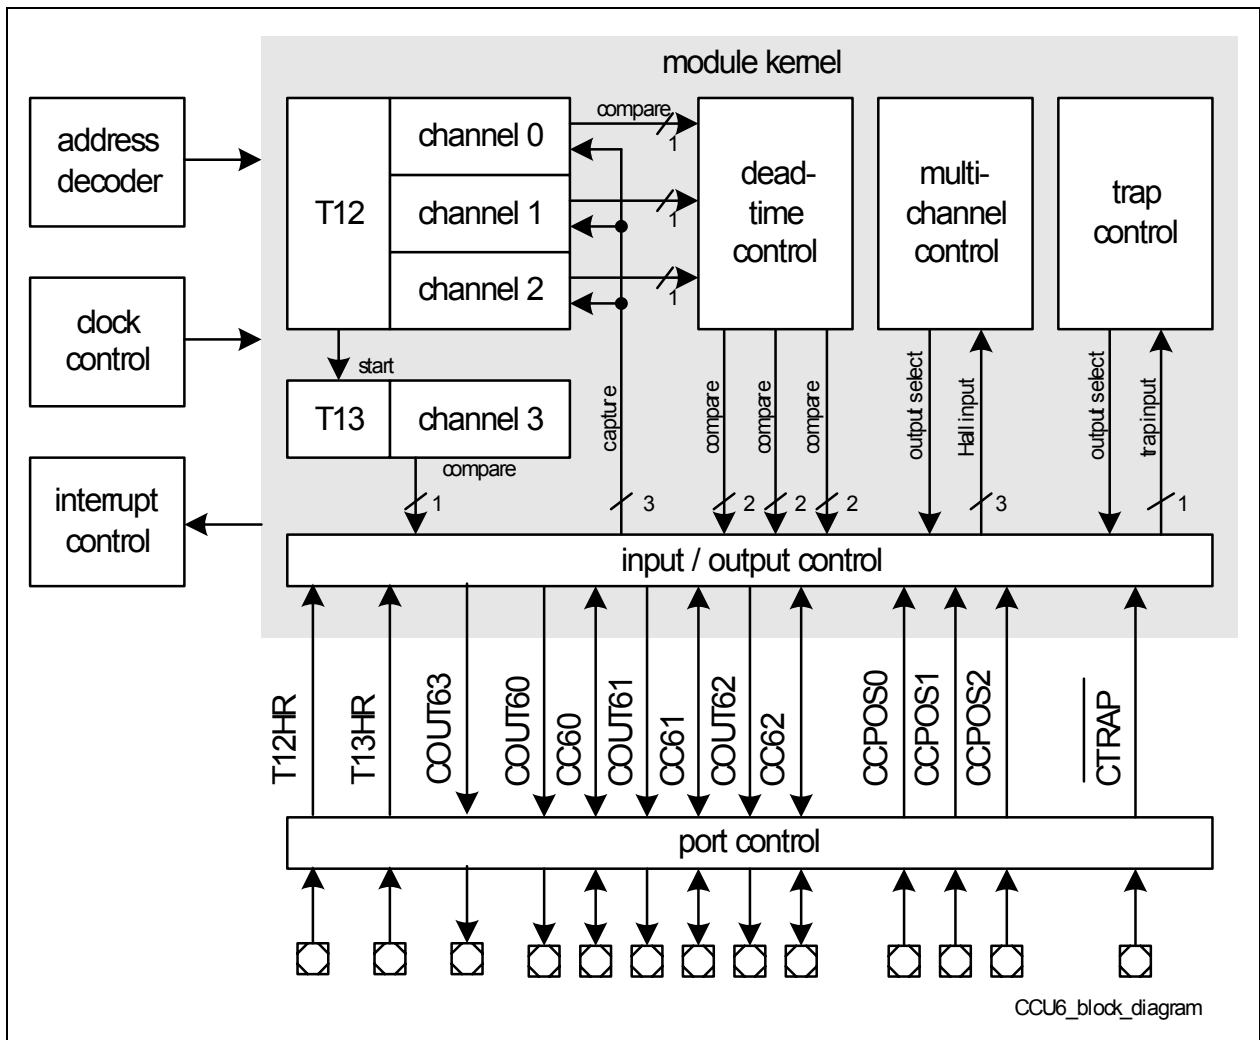 module kernel
address
decoder
clock
control
interrupt
control
T12
channel 0
channel 1
channel 2
compare
1
1
1
dead-
time
control
multi-
channel
control
trap
control
start
T13
channel 3
compare
1
capture
3
compare
2
compare
2
compare
2
output select
Hall input
3
output select
trap input
1
input / output control
T12HR
T13HR
COUT63
COUT60
CC60
COUT61
CC61
COUT62
CC62
CCPOS0
CCPOS1
CCPOS2
CTRAP
port control
CCU6_block_diagram